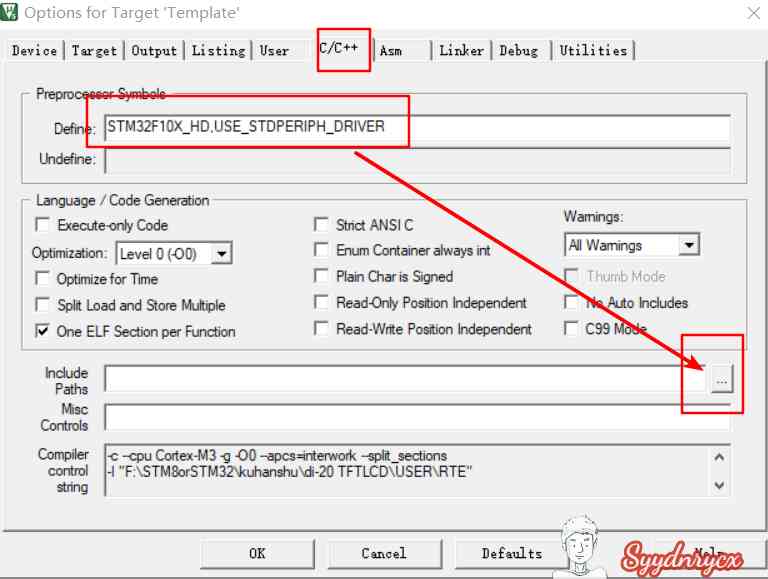 Options for Target 'Template'
Device Target Output Listing User C/C++ Asm Linker Debug Utilities
Preprocessor Symbols
Define: STM32F10X_HD,USE_STDPERIPH_DRIVER
Undefine:
Language / Code Generation
Execute-only Code
Strict ANSI C
Warnings:
Optimization: Level 0 (-O0)
Enum Container always int
All Warnings
Optimize for Time
Plain Char is Signed
Thumb Mode
Split Load and Store Multiple
Read-Only Position Independent
No Auto Includes
One ELF Section per Function
Read-Write Position Independent
C99 Mode
Include
Paths
...
Misc
Controls
Compiler
control
string
-c --cpu Cortex-M3 -g -O0 --apcs=interwork --split_sections
-I "F:\STM8orSTM32\kuhanshu\di-20 TFTLCD\USER\RTE"
OK Cancel Defaults Help
Syydnrycx